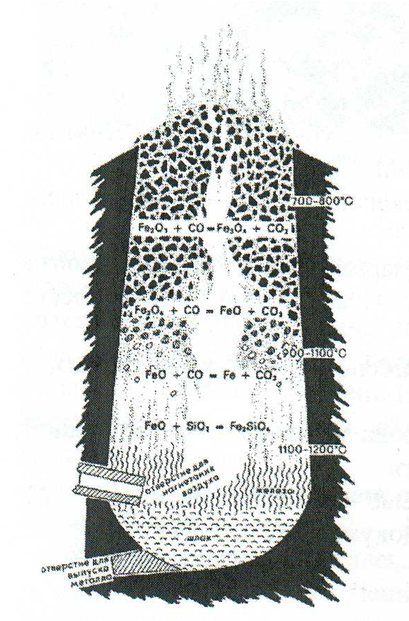 700-800°C
Fe₂O₃ + CO = Fe₃O₄ + CO₂
Fe₃O₄ + CO = FeO + CO₂
900-1100°C
FeO + CO = Fe + CO₂
FeO + SiO₂ = Fe₂SiO₄
1100-1200°C
отверстие для
нагнетания
воздуха
железо
шлак
отверстие для
выпуска
металла